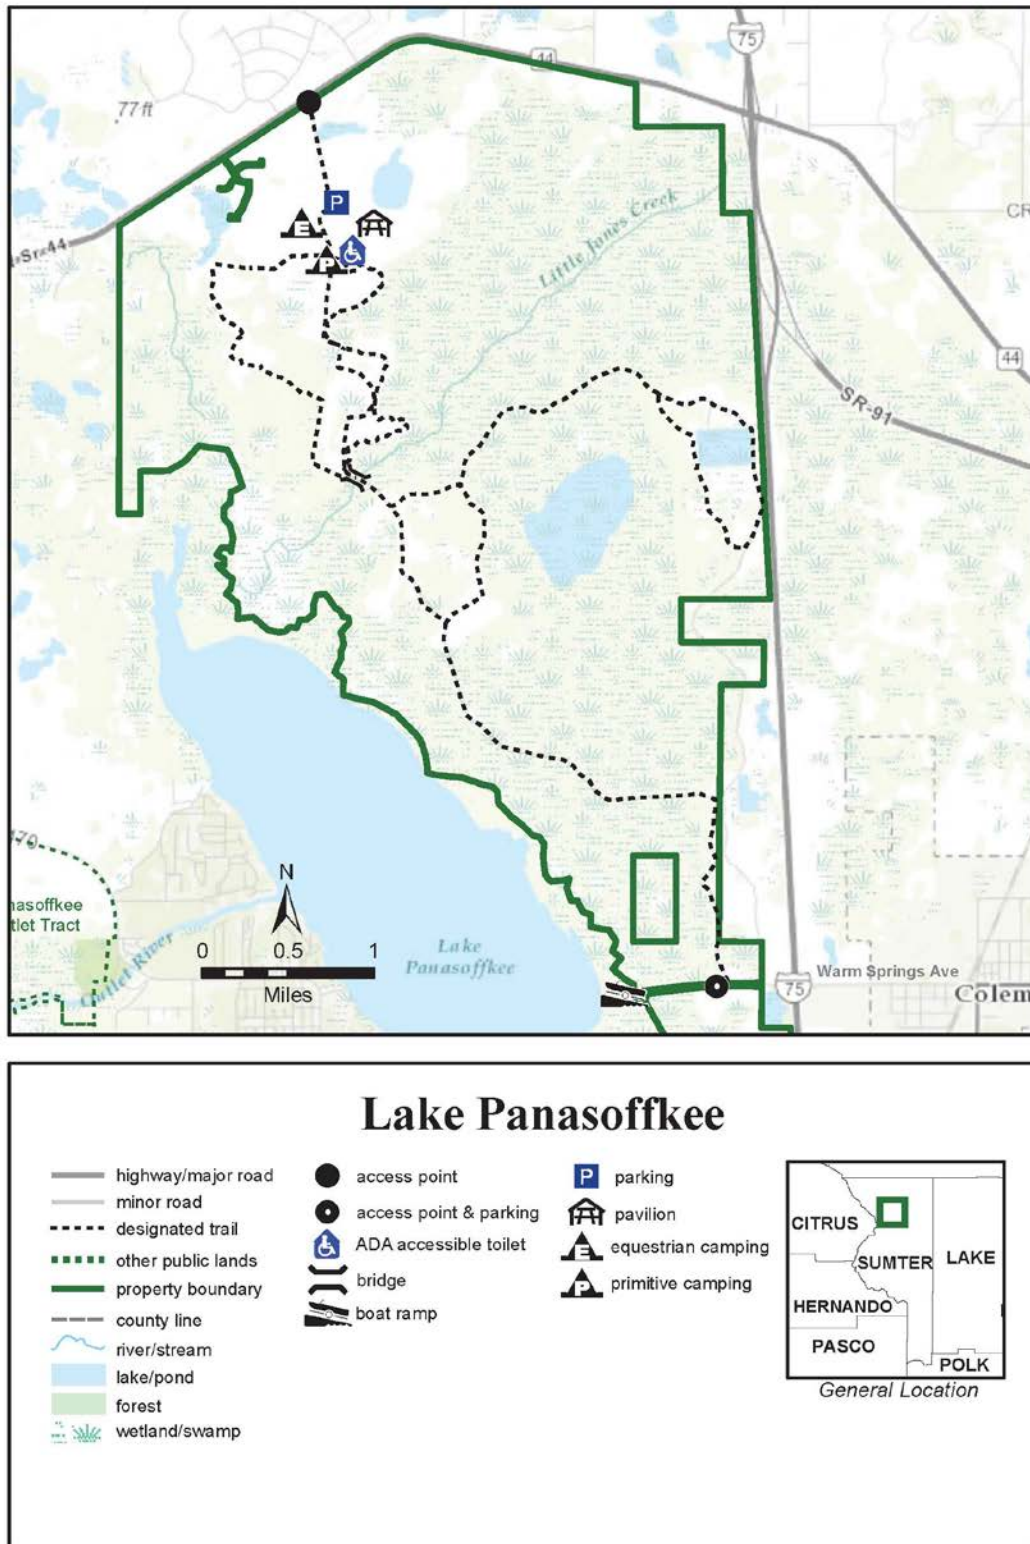 75
44
77 ft
P
CR
Sr 44
E
P
Little Jones Creek
44
SR-91
470
N
nasoffkee
tlet Tract
0 0.5 1
Miles
Outlet River
Lake
Panasoffkee
Warm Springs Ave
75
Colem
Lake Panasoffkee
highway/major road
minor road
designated trail
other public lands
property boundary
county line
river/stream
lake/pond
forest
wetland/swamp
access point
access point & parking
ADA accessible toilet
bridge
boat ramp
P parking
pavilion
E equestrian camping
P primitive camping
CITRUS
SUMTER
LAKE
HERNANDO
PASCO
POLK
General Location